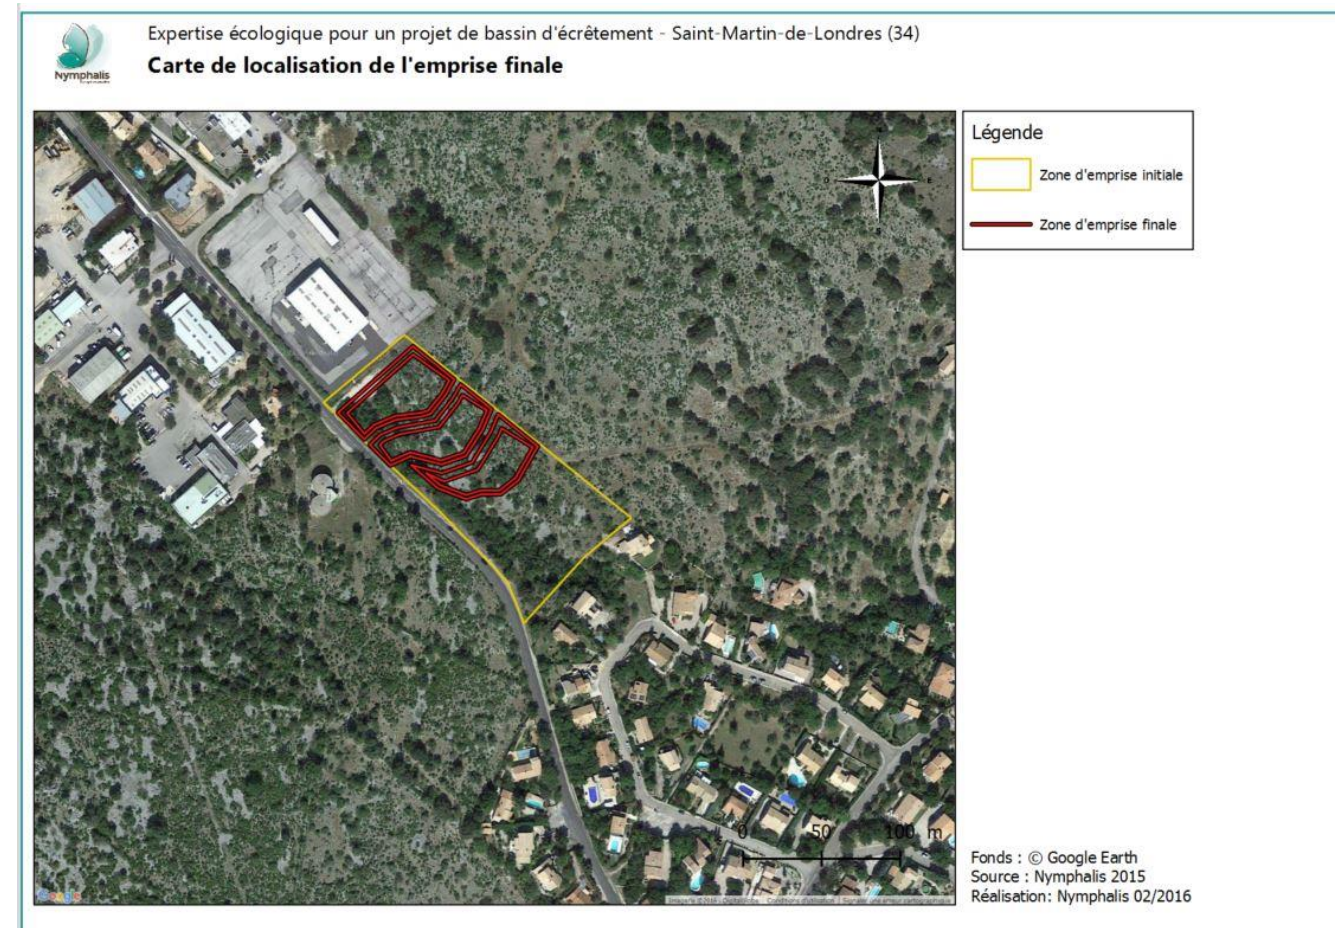 Expertise écologique pour un projet de bassin d'écrêtement - Saint-Martin-de-Londres (34)
Nymphalis
Carte de localisation de l'emprise finale
Légende
Zone d'emprise initiale
Zone d'emprise finale
E
S
0 50 100 m
Google
Fonds : © Google Earth
Source : Nymphalis 2015
Réalisation: Nymphalis 02/2016